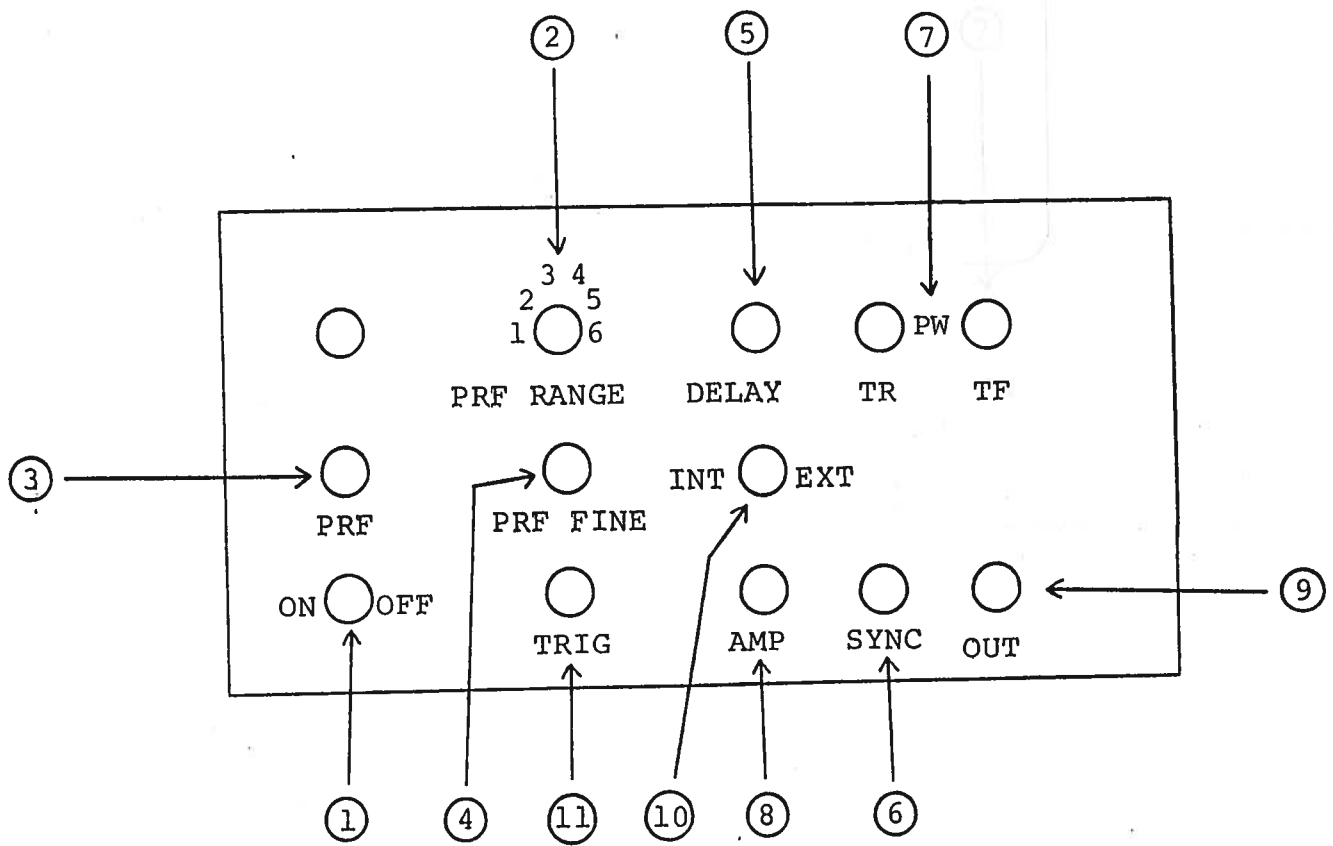 2 5 7
3 4
2 5
1 6 PW
PRF RANGE DELAY TR TF
3 INT EXT
PRF PRF FINE
ON OFF 9
TRIG AMP SYNC OUT
1 4 11 10 8 6